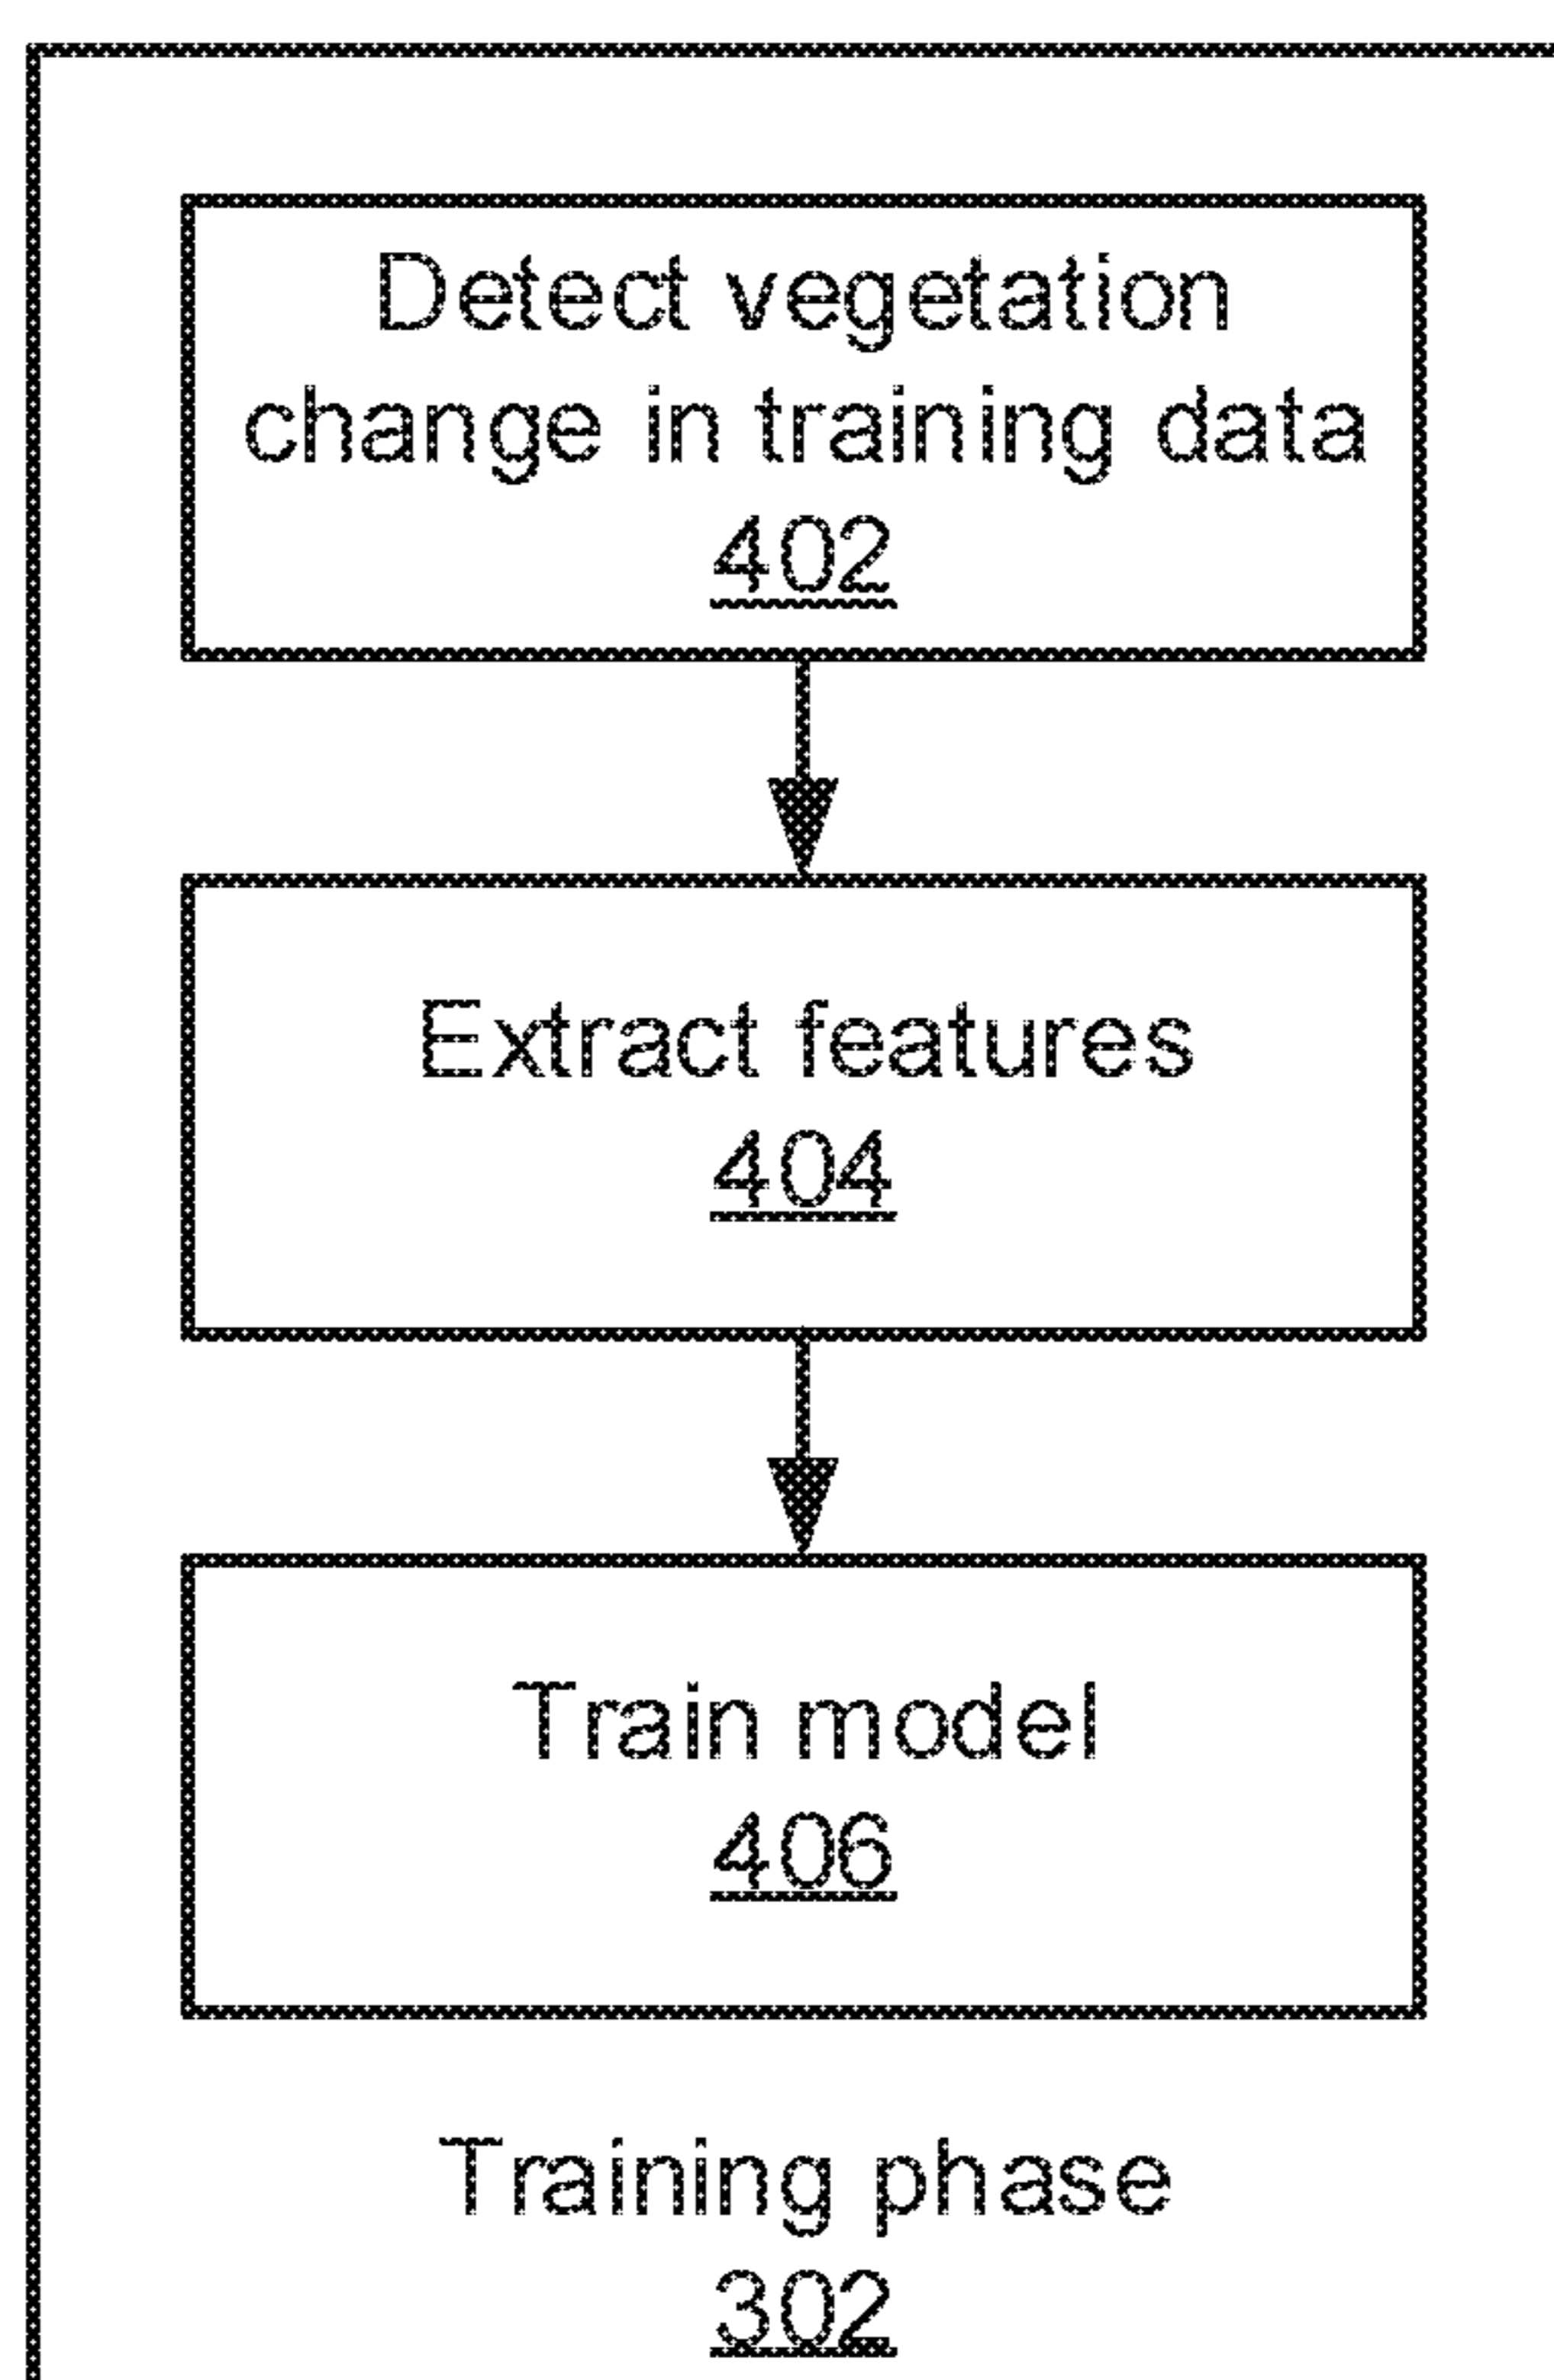 Detect vegetation
change in training data
402
Extract features
404
Train model
406
Training phase
302